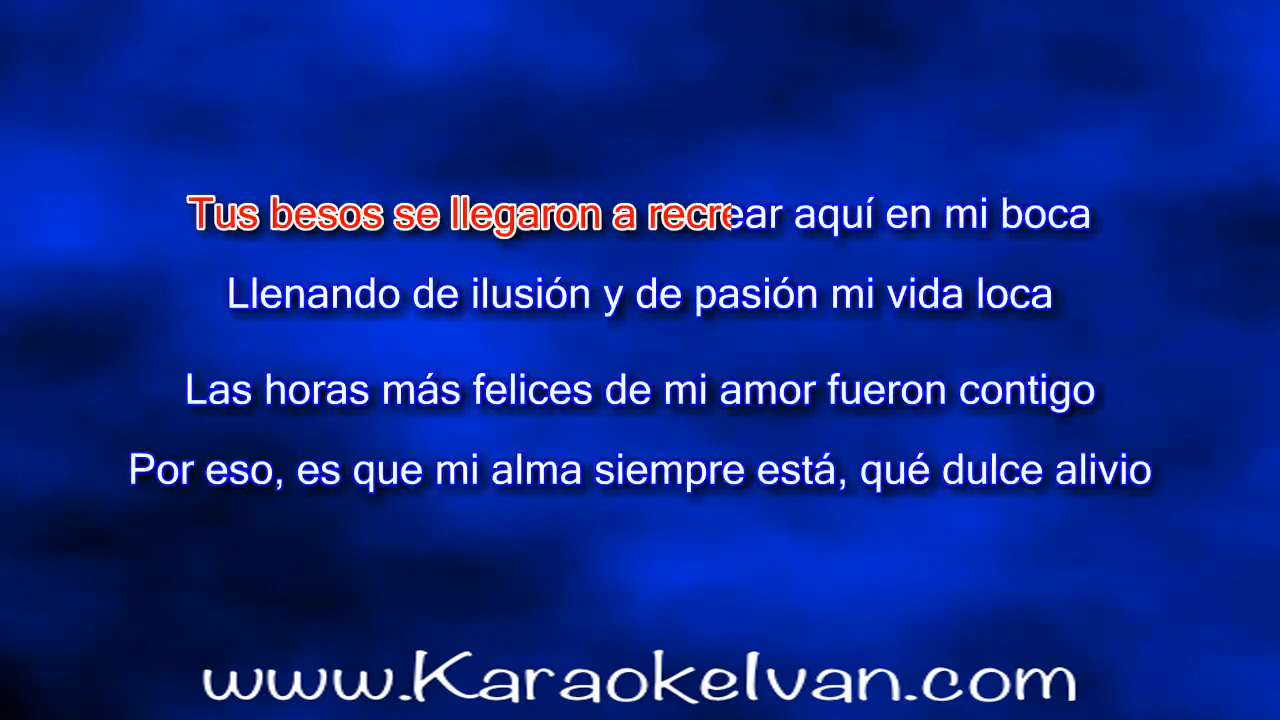 Tus besos se llegaron a recrear aquí en mi boca
Llenando de ilusión y de pasión mi vida loca
Las horas más felices de mi amor fueron contigo
Por eso, es que mi alma siempre está, qué dulce alivio
www.KaraokeIvan.com